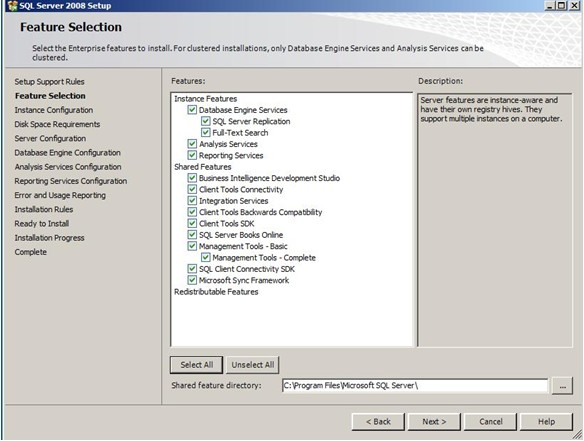 SQL Server 2008 Setup
Feature Selection
Select the Enterprise features to install. For clustered installations, only Database Engine Services and Analysis Services can be
clustered.
Setup Support Rules
Feature Selection
Instance Configuration
Disk Space Requirements
Server Configuration
Database Engine Configuration
Analysis Services Configuration
Reporting Services Configuration
Error and Usage Reporting
Installation Rules
Ready to Install
Installation Progress
Complete
Features:
Instance Features
Database Engine Services
SQL Server Replication
Full-Text Search
Analysis Services
Reporting Services
Shared Features
Business Intelligence Development Studio
Client Tools Connectivity
Integration Services
Client Tools Backwards Compatibility
Client Tools SDK
SQL Server Books Online
Management Tools - Basic
Management Tools - Complete
SQL Client Connectivity SDK
Microsoft Sync Framework
Redistributable Features
Description:
Server features are instance-aware and
have their own registry hives. They
support multiple instances on a computer.
Select All
Unselect All
Shared feature directory:
C:\Program Files\Microsoft SQL Server\
...
< Back
Next >
Cancel
Help